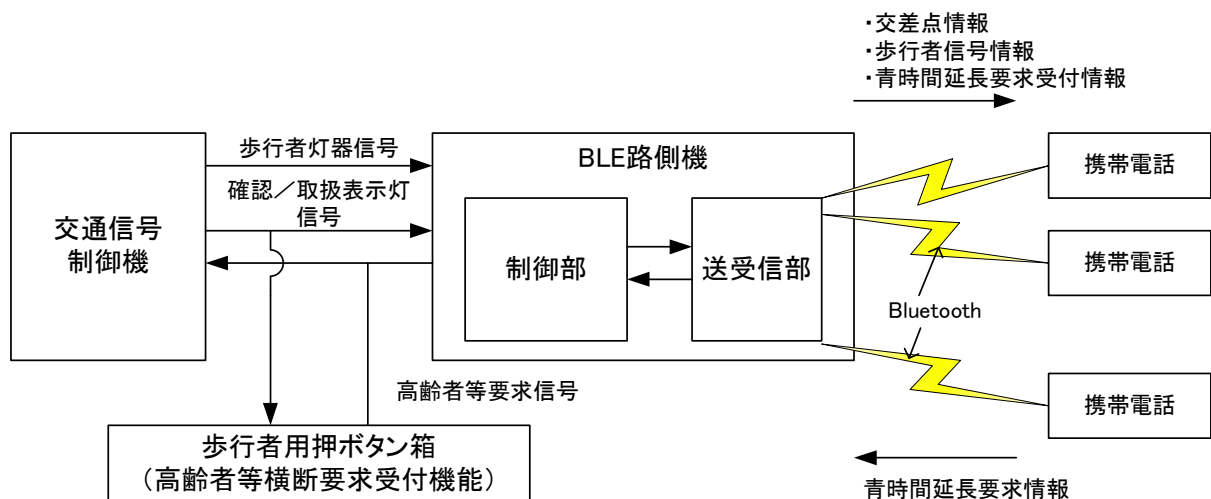 ・交差点情報
・歩行者信号情報
・青時間延長要求受付情報
歩行者灯器信号
確認／取扱表示灯
信号
交通信号
制御機
BLE路側機
制御部
送受信部
携帯電話
携帯電話
Bluetooth
携帯電話
高齢者等要求信号
歩行者用押ボタン箱
（高齢者等横断要求受付機能）
青時間延長要求情報